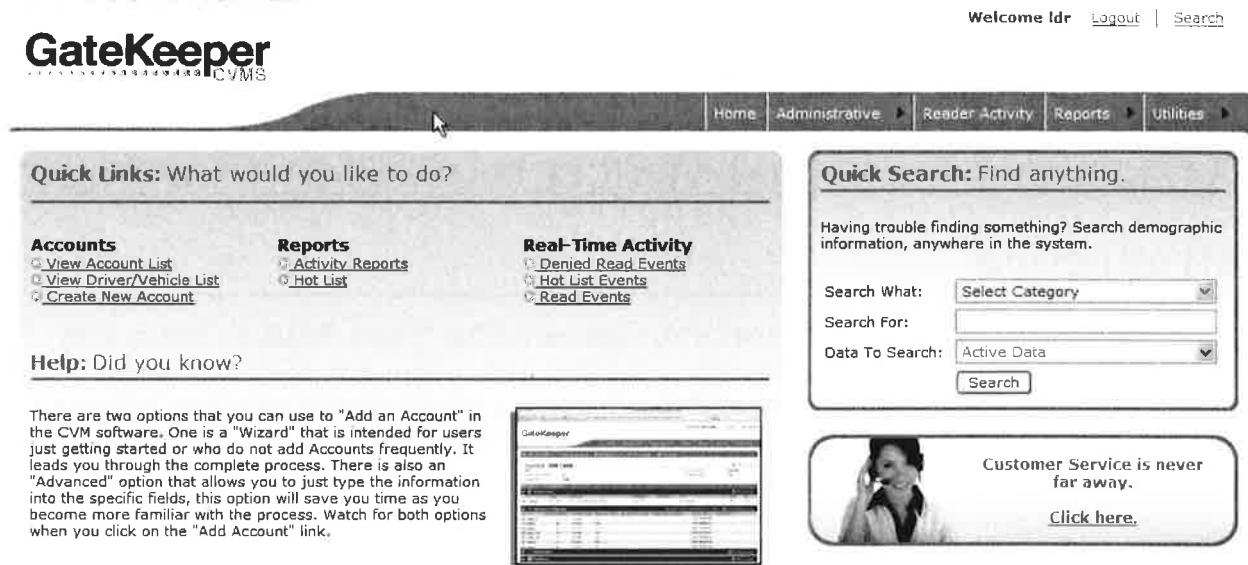 Welcome ldr Logout | Search
GateKeeper
CVMS
Home Administrative Reader Activity Reports Utilities
Quick Links: What would you like to do?
Accounts
View Account List
View Driver/Vehicle List
Create New Account
Reports
Activity Reports
Hot List
Real-Time Activity
Denied Read Events
Hot List Events
Read Events
Help: Did you know?
There are two options that you can use to "Add an Account" in
the CVM software. One is a "Wizard" that is intended for users
just getting started or who do not add Accounts frequently. It
leads you through the complete process. There is also an
"Advanced" option that allows you to just type the information
into the specific fields, this option will save you time as you
become more familiar with the process. Watch for both options
when you click on the "Add Account" link.
GateKeeper
Quick Search: Find anything.
Having trouble finding something? Search demographic
information, anywhere in the system.
Search What: Select Category
Search For:
Data To Search: Active Data
Search
Customer Service is never
far away.
Click here.